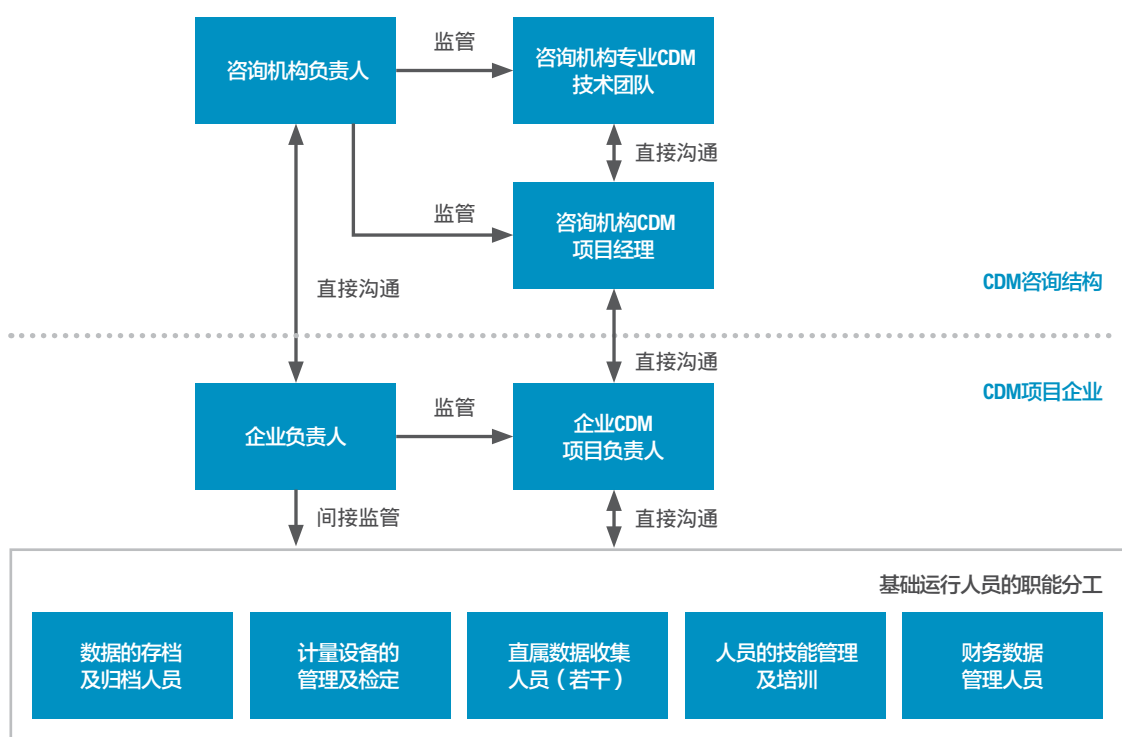 监管
咨询机构负责人
咨询机构专业CDM
技术团队
直接沟通
监管
咨询机构CDM
项目经理
直接沟通
CDM咨询结构
直接沟通
CDM项目企业
监管
企业负责人
企业CDM
项目负责人
间接监管
直接沟通
基础运行人员的职能分工
数据的存档
及归档人员
计量设备的
管理及检定
直属数据收集
人员（若干）
人员的技能管理
及培训
财务数据
管理人员